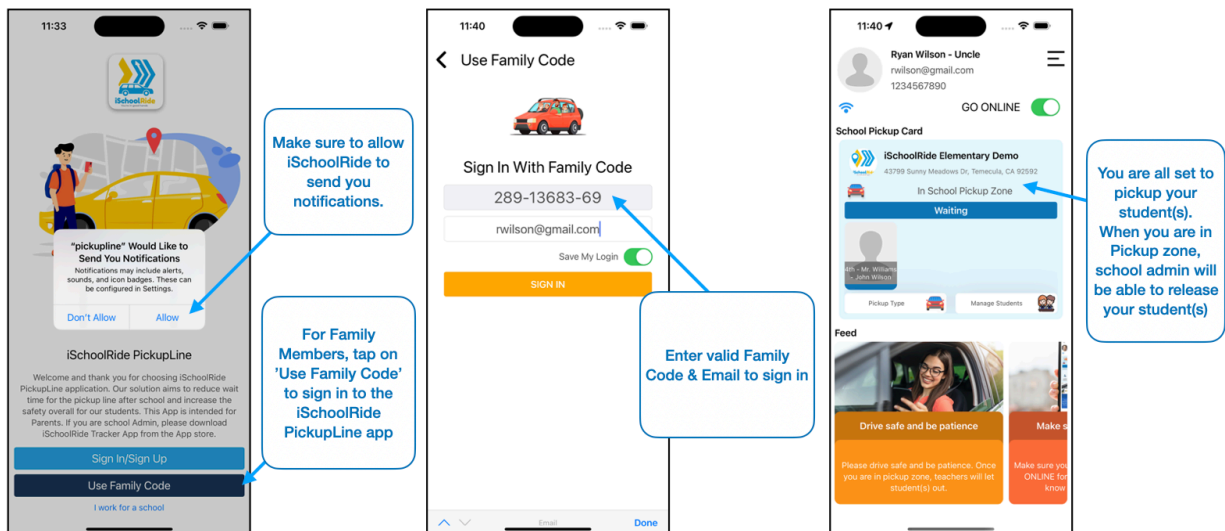 11:33
iSchoolRide
"pickupline" Would Like to
Send You Notifications
Notifications may include alerts,
sounds, and icon badges. These can
be configured in Settings.
Don't Allow
Allow
iSchoolRide PickupLine
Welcome and thank you for choosing iSchoolRide
PickupLine application. Our solution aims to reduce wait
time for the pickup line after school and increase the
safety overall for our students. This App is intended for
Parents. If you are school Admin, please download
iSchoolRide Tracker App from the App store.
Sign In/Sign Up
Use Family Code
I work for a school
Make sure to allow
iSchoolRide to
send you
notifications.
For Family
Members, tap on
'Use Family Code'
to sign in to the
iSchoolRide
PickupLine app
11:40
Use Family Code
Sign In With Family Code
289-13683-69
rwilson@gmail.com
Save My Login
SIGN IN
Email
Done
Enter valid Family
Code & Email to sign in
11:40
Ryan Wilson - Uncle
rwilson@gmail.com
1234567890
GO ONLINE
School Pickup Card
iSchoolRide Elementary Demo
43799 Sunny Meadows Dr, Temecula, CA 92592
In School Pickup Zone
Waiting
4th - Mr. Williams
- John Wilson
Pickup Type
Manage Students
Feed
Drive safe and be patience
Make s
Please drive safe and be patience. Once
you are in pickup zone, teachers will let
student(s) out.
Make sure you
ONLINE for
know
You are all set to
pickup your
student(s).
When you are in
Pickup zone,
school admin will
be able to release
your student(s)